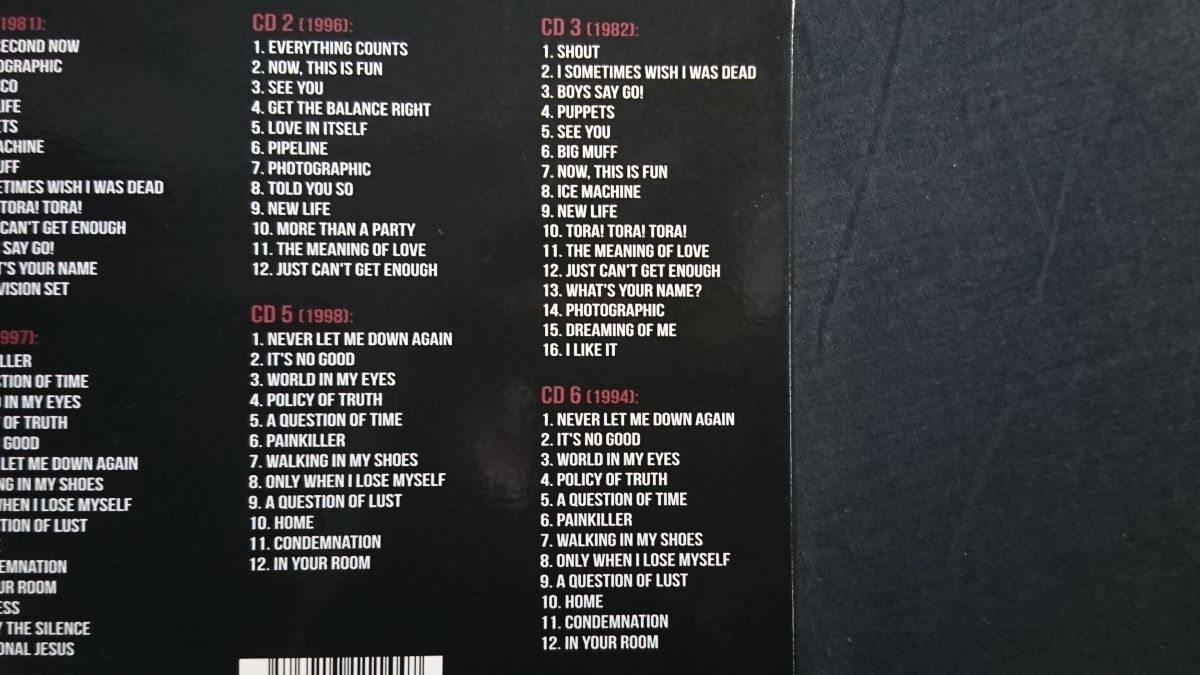 1981):
SECOND NOW
OGRAPHIC
CO
IFE
ETS
ACHINE
UFF
ETIMES WISH I WAS DEAD
TORA! TORA!
CAN'T GET ENOUGH
SAY GO!
T'S YOUR NAME
VISION SET
997):
LLER
STION OF TIME
IN MY EYES
OF TRUTH
GOOD
LET ME DOWN AGAIN
NG IN MY SHOES
WHEN I LOSE MYSELF
TION OF LUST
EMNATION
UR ROOM
ESS
THE SILENCE
ONAL JESUS
CD 2 (1996):
1. EVERYTHING COUNTS
2. NOW, THIS IS FUN
3. SEE YOU
4. GET THE BALANCE RIGHT
5. LOVE IN ITSELF
6. PIPELINE
7. PHOTOGRAPHIC
8. TOLD YOU SO
9. NEW LIFE
10. MORE THAN A PARTY
11. THE MEANING OF LOVE
12. JUST CAN'T GET ENOUGH
CD 5 (1998):
1. NEVER LET ME DOWN AGAIN
2. IT'S NO GOOD
3. WORLD IN MY EYES
4. POLICY OF TRUTH
5. A QUESTION OF TIME
6. PAINKILLER
7. WALKING IN MY SHOES
8. ONLY WHEN I LOSE MYSELF
9. A QUESTION OF LUST
10. HOME
11. CONDEMNATION
12. IN YOUR ROOM
CD 3 (1982):
1. SHOUT
2. I SOMETIMES WISH I WAS DEAD
3. BOYS SAY GO!
4. PUPPETS
5. SEE YOU
6. BIG MUFF
7. NOW, THIS IS FUN
8. ICE MACHINE
9. NEW LIFE
10. TORA! TORA! TORA!
11. THE MEANING OF LOVE
12. JUST CAN'T GET ENOUGH
13. WHAT'S YOUR NAME?
14. PHOTOGRAPHIC
15. DREAMING OF ME
16. I LIKE IT
CD 6 (1994):
1. NEVER LET ME DOWN AGAIN
2. IT'S NO GOOD
3. WORLD IN MY EYES
4. POLICY OF TRUTH
5. A QUESTION OF TIME
6. PAINKILLER
7. WALKING IN MY SHOES
8. ONLY WHEN I LOSE MYSELF
9. A QUESTION OF LUST
10. HOME
11. CONDEMNATION
12. IN YOUR ROOM